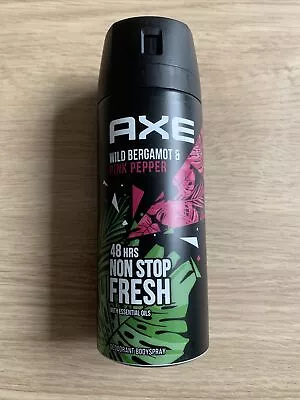 AXE
WILD BERGAMOT &
PINK PEPPER
48 HRS
NON STOP
FRESH
WITH ESSENTIAL OILS
DEODORANT BODYSPRAY